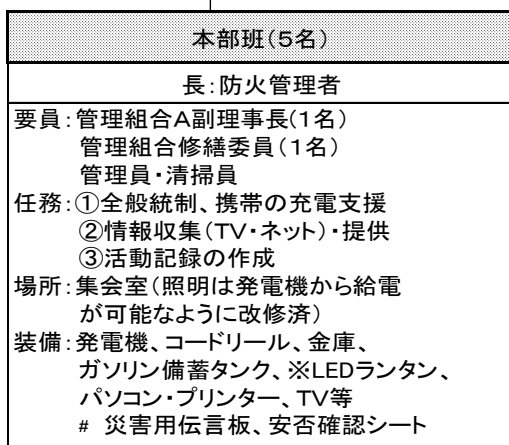 本部班(5名)
長:防火管理者
要員:管理組合A副理事長(1名)
管理組合修繕委員(1名)
管理員・清掃員
任務:①全般統制、携帯の充電支援
②情報収集(TV・ネット)・提供
③活動記録の作成
場所:集会室(照明は発電機から給電
が可能なように改修済)
装備:発電機、コードリール、金庫、
ガソリン備蓄タンク、※LEDランタン、
パソコン・プリンター、TV等
# 災害用伝言板、安否確認シート